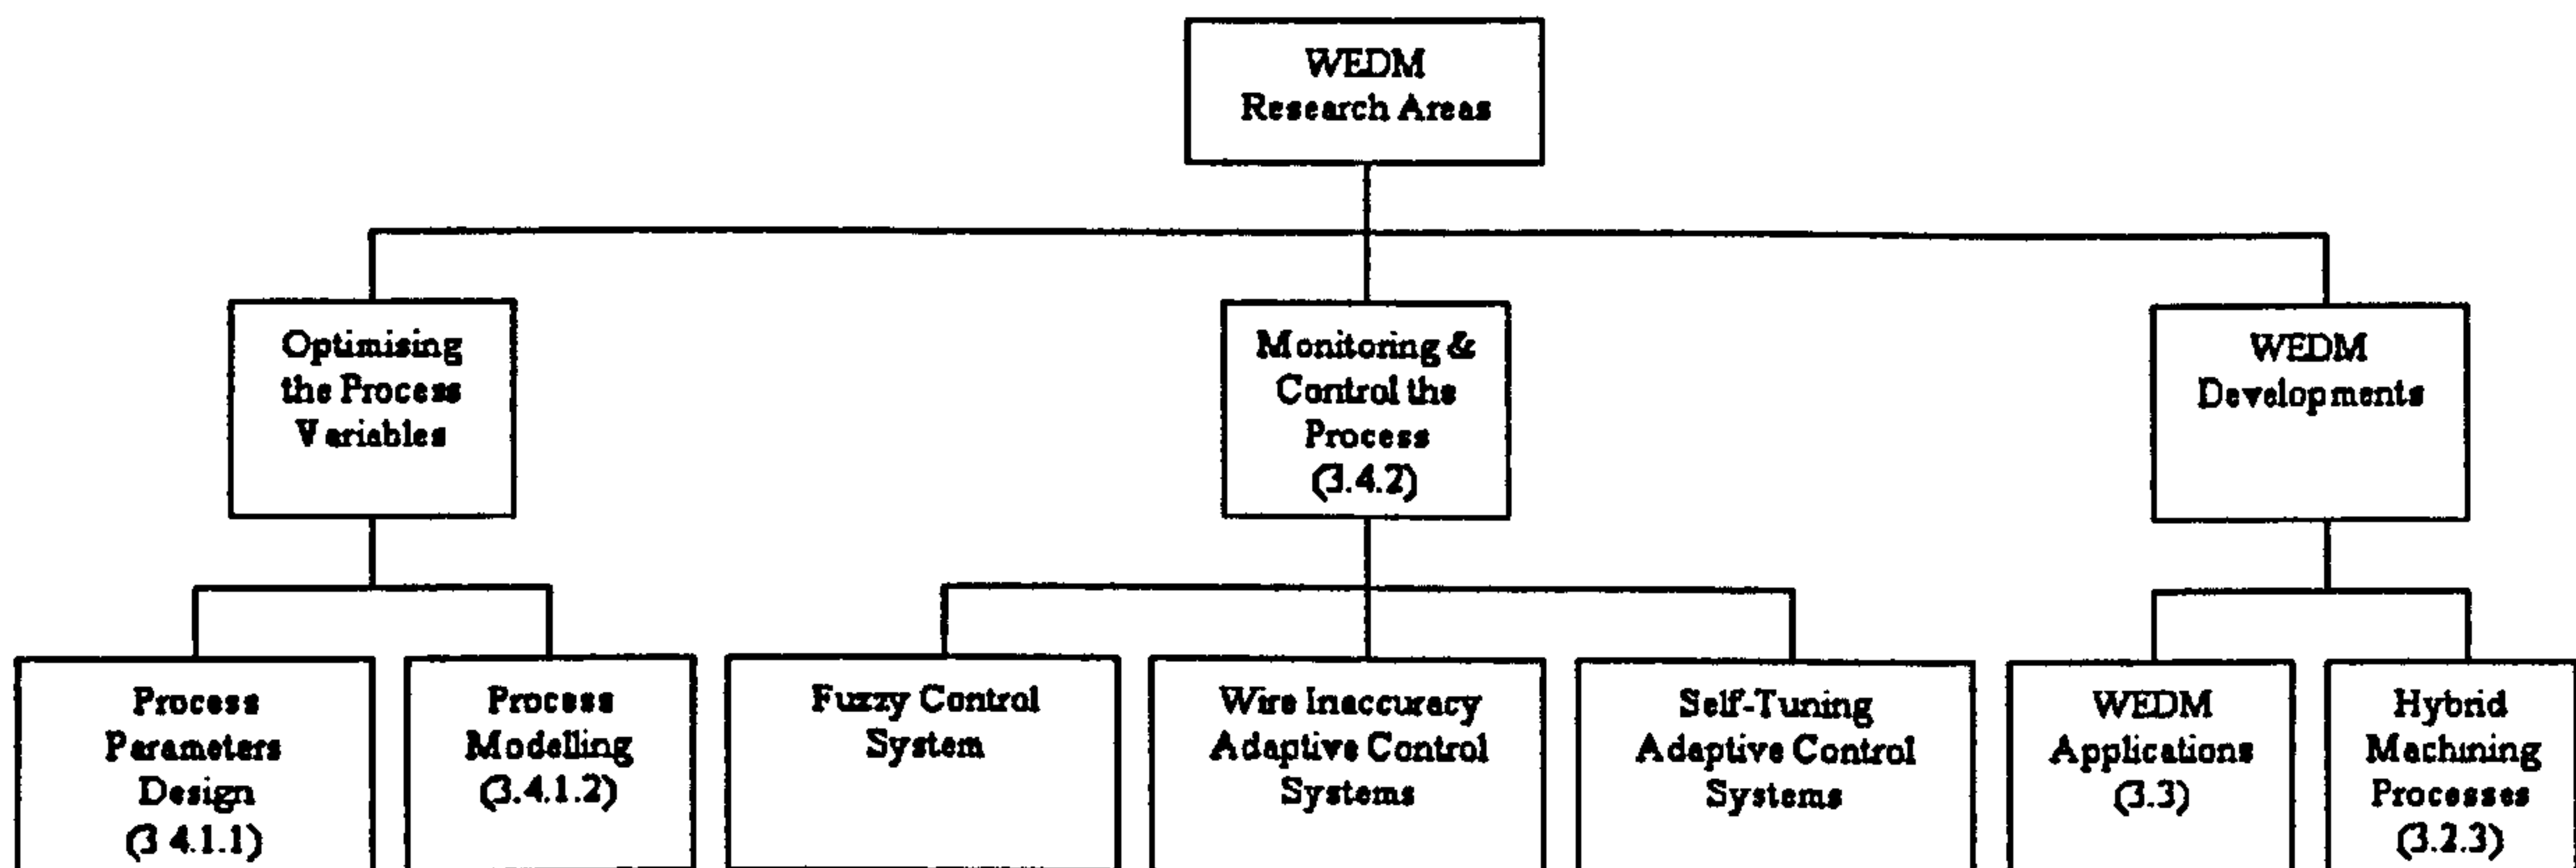 WEDM
Research Areas
Optimising
the Process
Variables
Monitoring &
Control the
Process
(3.4.2)
WEDM
Developments
Process
Parameters
Design
(3 4.1.1)
Process
Modelling
(3.4.1.2)
Fuzzy Control
System
Wire Inaccuracy
Adaptive Control
Systems
Self-Tuning
Adaptive Control
Systems
WEDM
Applications
(3.3)
Hybrid
Machining
Processes
(3.2.3)